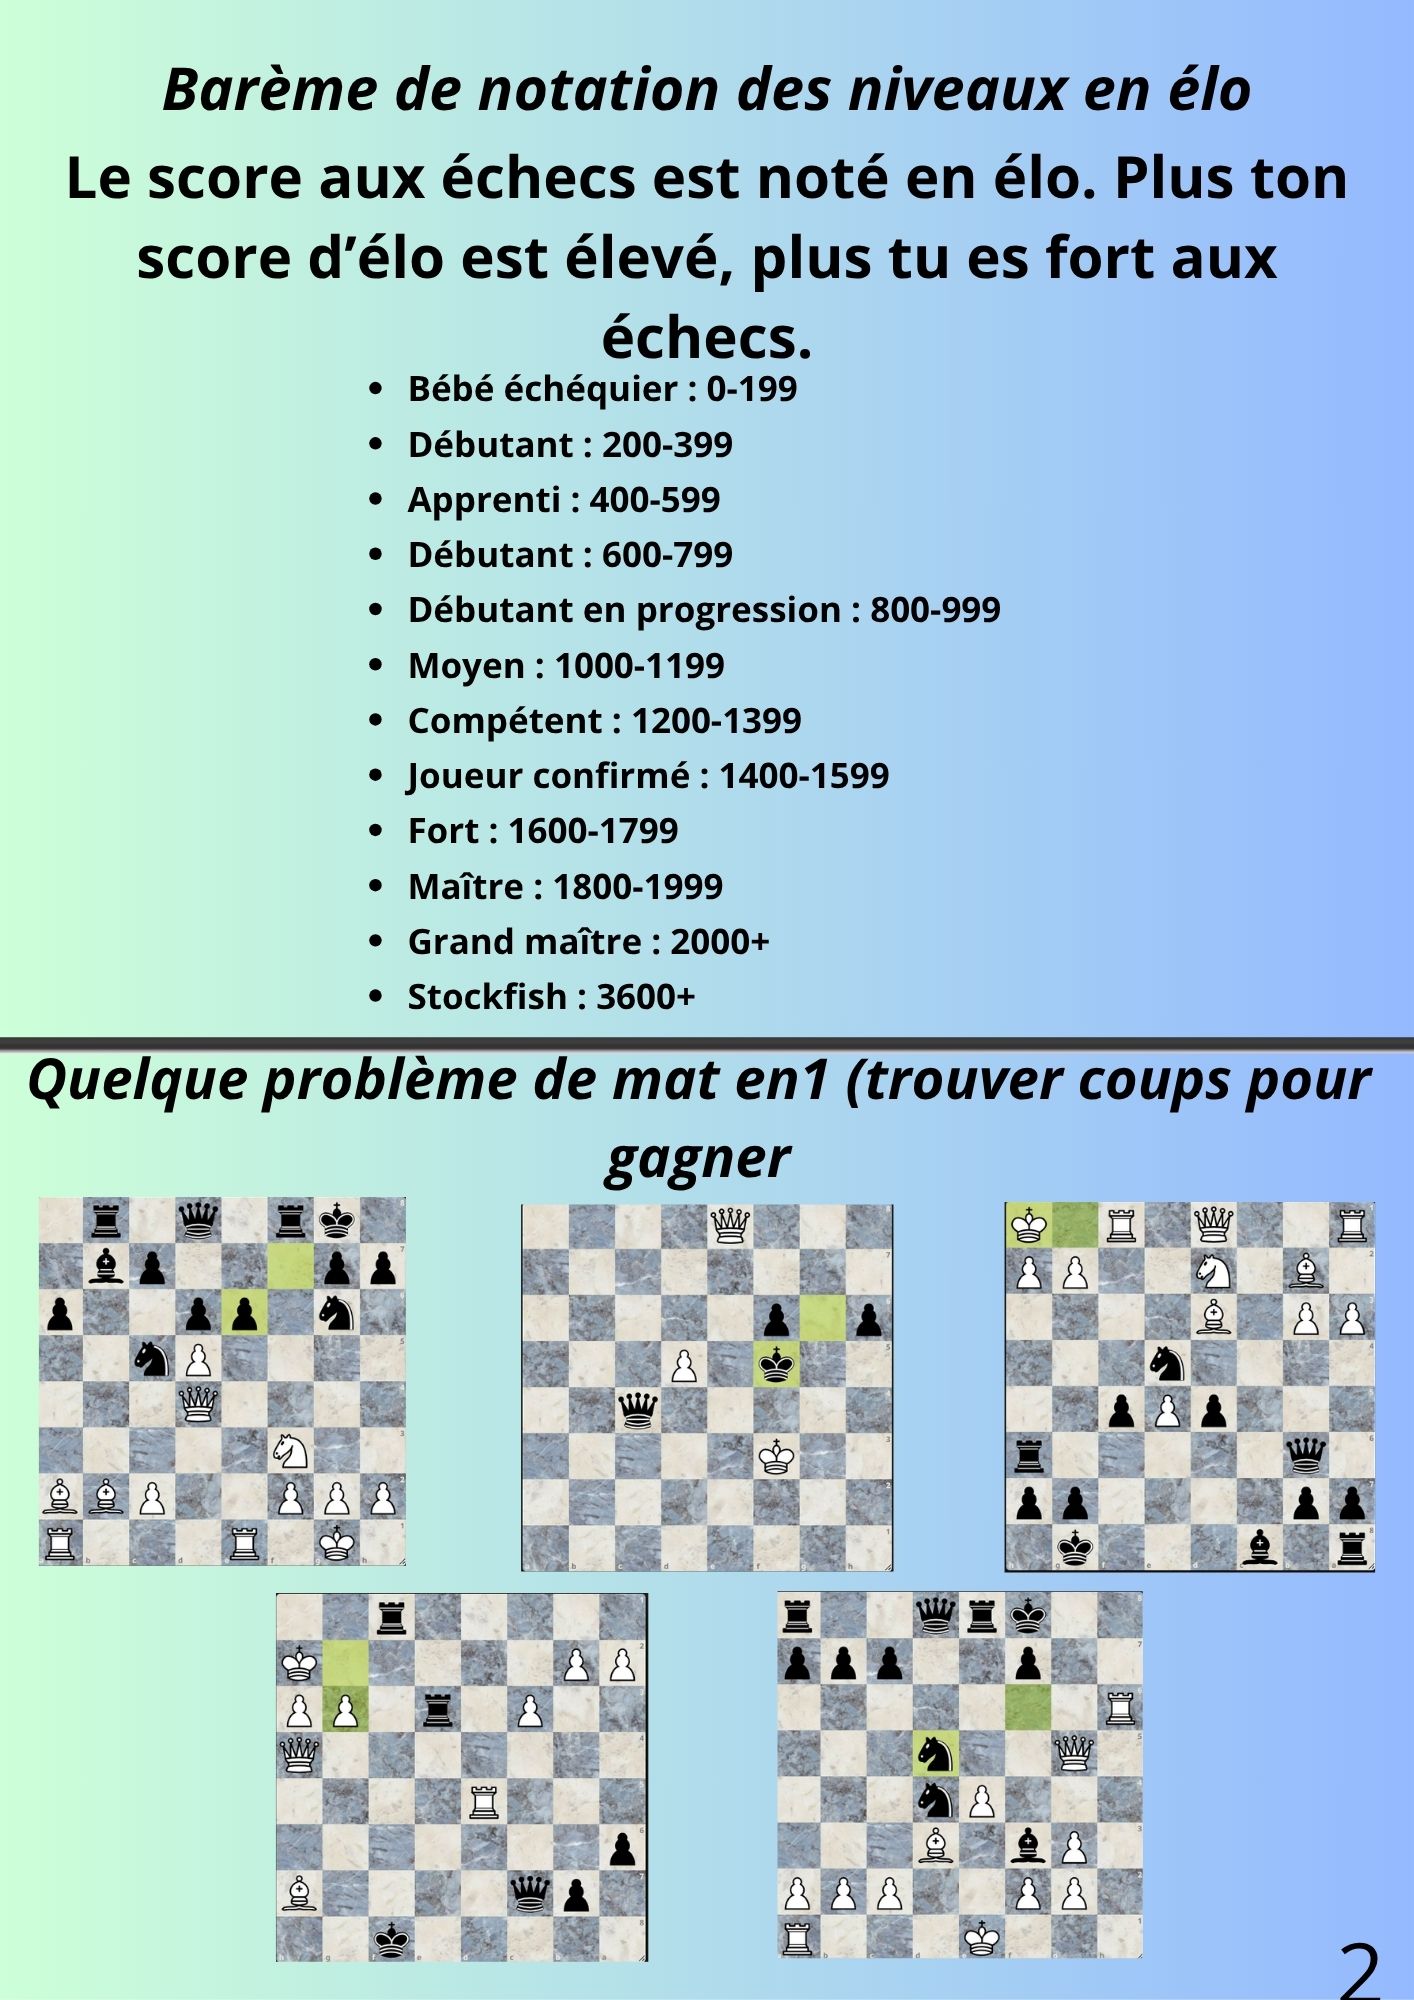 Barème de notation des niveaux en élo
Le score aux échecs est noté en élo. Plus ton
score d’élo est élevé, plus tu es fort aux
échecs.
• Bébé échéquier : 0-199
• Débutant : 200-399
• Apprenti : 400-599
• Débutant : 600-799
• Débutant en progression : 800-999
• Moyen : 1000-1199
• Compétent : 1200-1399
• Joueur confirmé : 1400-1599
• Fort : 1600-1799
• Maître : 1800-1999
• Grand maître : 2000+
• Stockfish : 3600+
Quelque problème de mat en1 (trouver coups pour
gagner
2